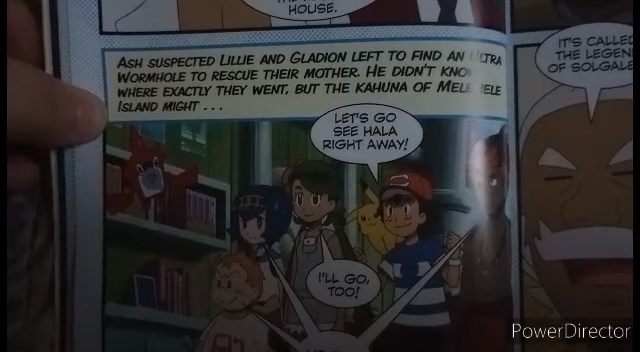 HOUSE.
ASH SUSPECTED LILLIE AND GLADION LEFT TO FIND AN ULTRA
WORMHOLE TO RESCUE THEIR MOTHER. HE DIDN'T KNOW
WHERE EXACTLY THEY WENT, BUT THE KAHUNA OF MELEMELE
ISLAND MIGHT . . .
LET'S GO
SEE HALA
RIGHT AWAY!
I'LL GO,
TOO!
IT'S CALLED
THE LEGEND
OF SOLGALE
PowerDirector